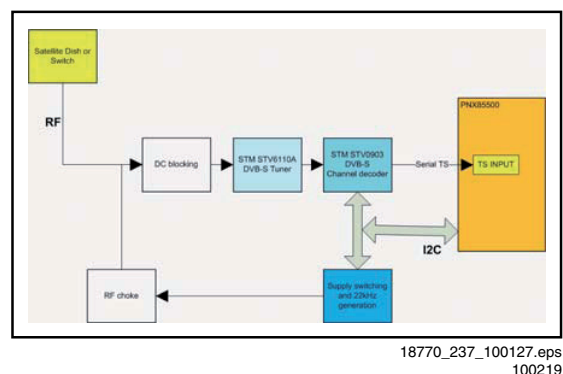 Satellite Dish or
Switch
RF
DC blocking
STM STV6110A
DVB-S Tuner
STM STV0903
DVB-S
Channel decoder
Serial TS
PNX85500
TS INPUT
I2C
RF choke
Supply switching
and 22kHz
generation
18770_237_100127.eps
100219